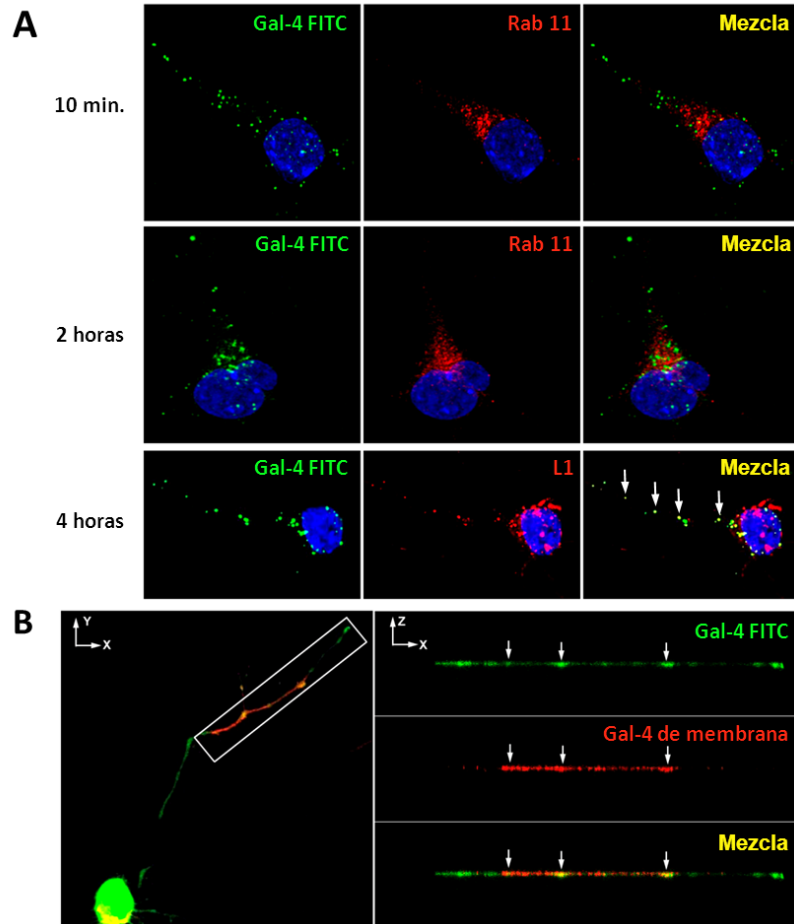 A
Gal-4 FITC Rab 11 Mezcla
10 min.
Gal-4 FITC Rab 11 Mezcla
2 horas
Gal-4 FITC L1 Mezcla
4 horas
B
Y
X
Z
X
Gal-4 FITC
Gal-4 de membrana
Mezcla